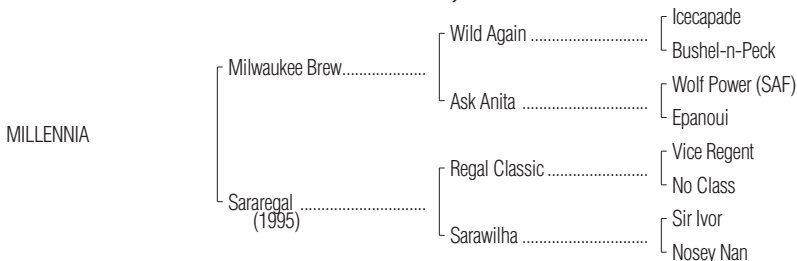 Icecapade
Wild Again ..............................
Bushel-n-Peck
Milwaukee Brew.....................
Wolf Power (SAF)
Ask Anita ................................
Epanoui
MILLENNIA
Vice Regent
Regal Classic ..........................
No Class
Sararegal ................................
(1995)
Sir Ivor
Sarawilha ................................
Nosey Nan